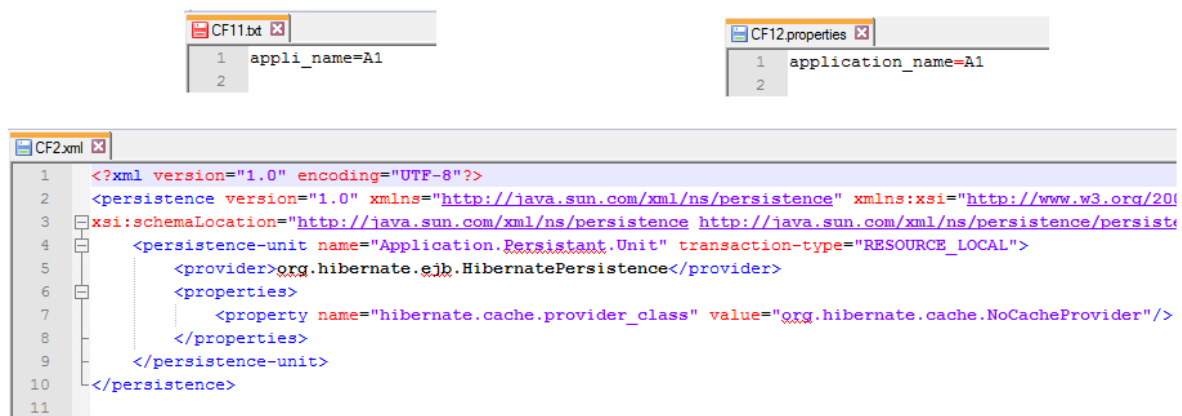 CF11.txt
1 appli_name=A1
2
CF12.properties
1 application_name=A1
2
CF2.xml
1 <?xml version="1.0" encoding="UTF-8"?>
2 <persistence version="1.0" xmlns="http://java.sun.com/xml/ns/persistence" xmlns:xsi="http://www.w3.org/200
3 xsi:schemaLocation="http://java.sun.com/xml/ns/persistence http://java.sun.com/xml/ns/persistence/persiste
4 <persistence-unit name="Application.Persistant.Unit" transaction-type="RESOURCE_LOCAL">
5 <provider>org.hibernate.ejb.HibernatePersistence</provider>
6 <properties>
7 <property name="hibernate.cache.provider_class" value="org.hibernate.cache.NoCacheProvider"/>
8 </properties>
9 </persistence-unit>
10 </persistence>
11